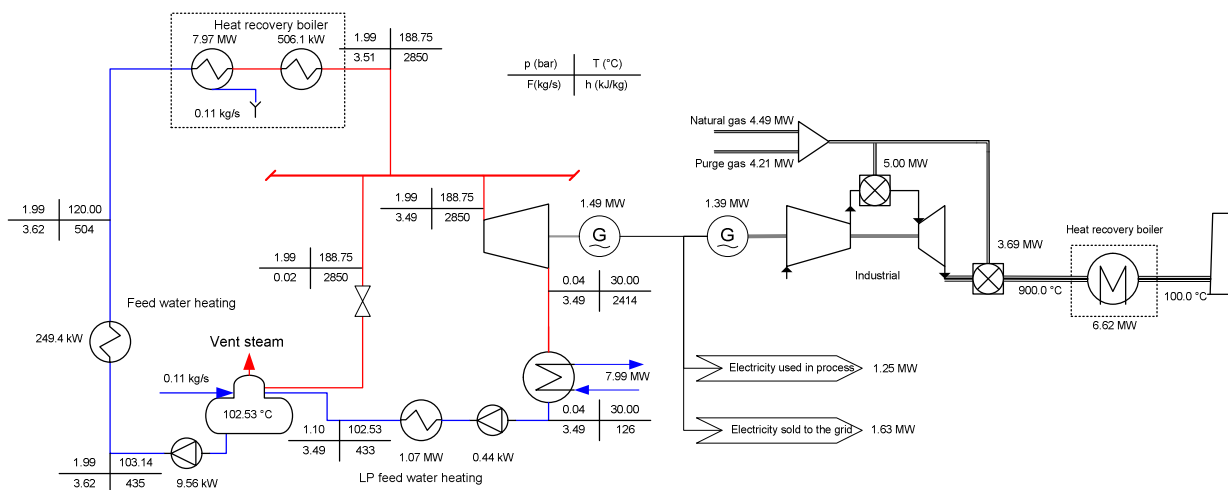 Heat recovery boiler
7.97 MW
506.1 kW
0.11 kg/s
1.99 188.75
3.51 2850
p (bar) T (°C)
F(kg/s) h (kJ/kg)
Natural gas 4.49 MW
Purge gas 4.21 MW
5.00 MW
1.99 188.75
3.49 2850
1.49 MW
G
1.39 MW
G
Industrial
3.69 MW
Heat recovery boiler
900.0 °C
100.0 °C
6.62 MW
1.99 120.00
3.62 504
1.99 188.75
0.02 2850
0.04 30.00
3.49 2414
Feed water heating
249.4 kW
Vent steam
0.11 kg/s
102.53 °C
7.99 MW
0.04 30.00
3.49 126
Electricity used in process
1.25 MW
Electricity sold to the grid
1.63 MW
1.10 102.53
3.49 433
1.07 MW
0.44 kW
LP feed water heating
1.99 103.14
3.62 435
9.56 kW